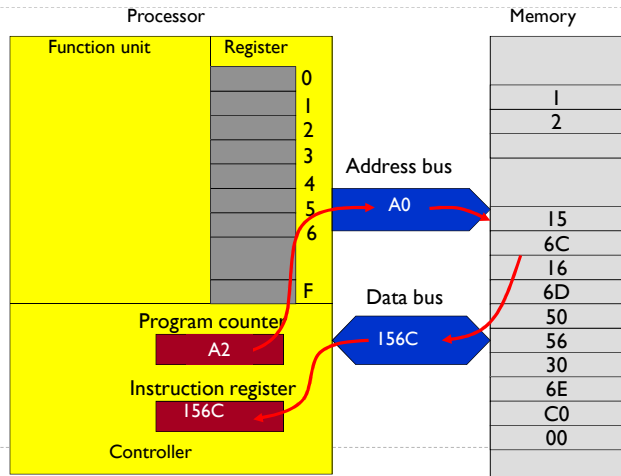 Processor
Memory
Function unit
Register
0
1
2
3
4
5
6
F
Address bus
A0
Data bus
156C
Program counter
A2
Instruction register
156C
Controller
1
2
15
6C
16
6D
50
56
30
6E
C0
00